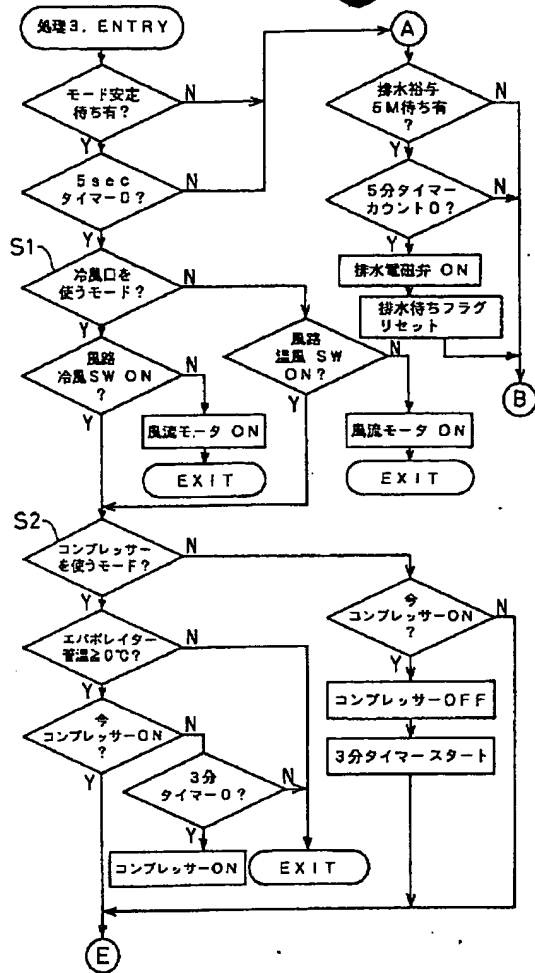 処理3. ENTRY
モード安定
待ち有?
N
Y
5sec
タイマー0?
N
Y
S1
冷風口を
使うモード?
N
Y
風路
冷風SW ON
?
N
Y
風流モータ ON
EXIT
風路
温風 SW
ON?
N
Y
風流モータ ON
EXIT
A
排水裕与
5M待ち有
?
N
Y
5分タイマー
カウント0?
N
Y
排水電磁弁 ON
排水待ちフラグ
リセット
B
S2
コンプレッサー
を使うモード?
N
Y
エバポレイター
管温≧0℃?
N
Y
今
コンプレッサーON
?
N
Y
3分
タイマー0?
N
Y
コンプレッサーON
EXIT
今
コンプレッサーON
?
N
Y
コンプレッサーOFF
3分タイマースタート
E